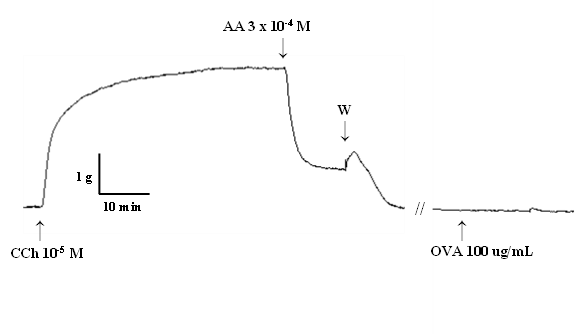 AA 3 x 10⁻⁴ M
W
1 g
10 min
//
CCh 10⁻⁵ M
OVA 100 ug/mL